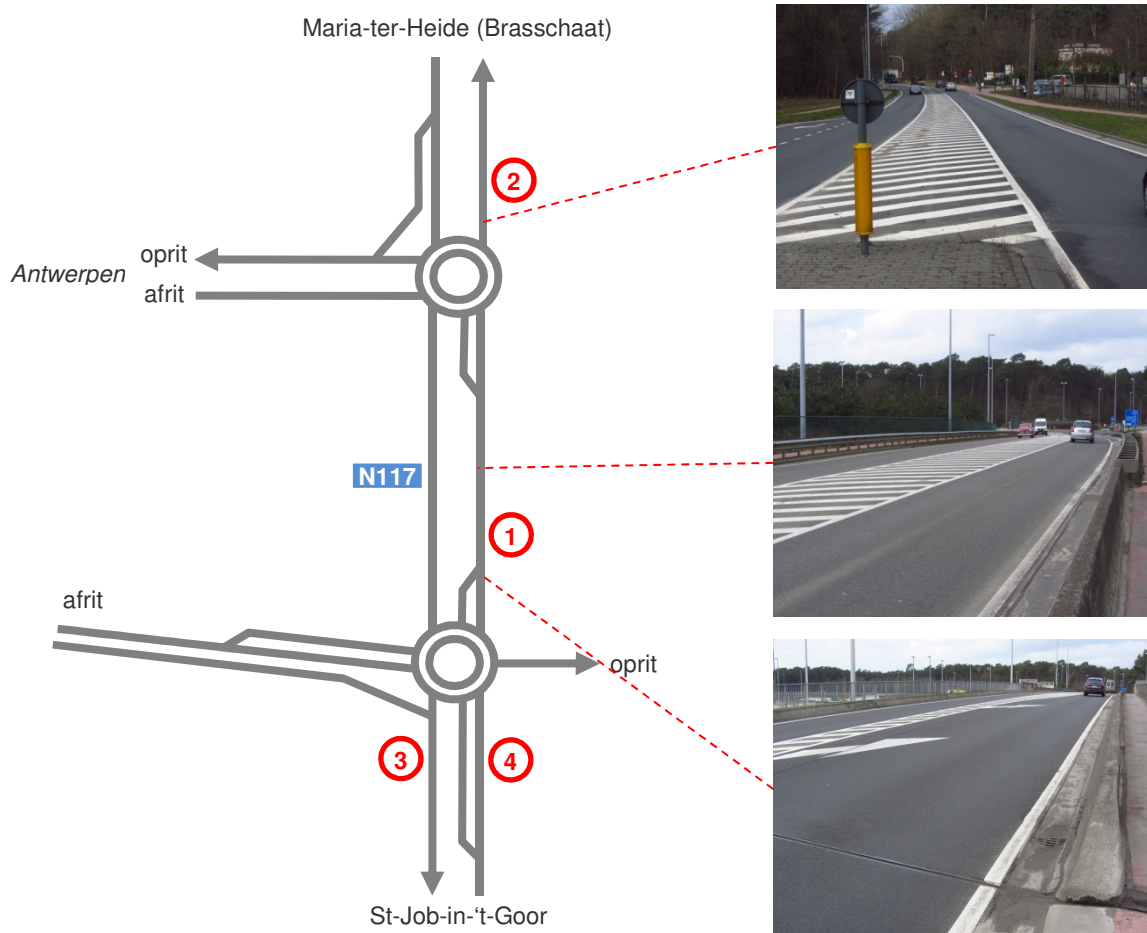 Maria-ter-Heide (Brasschaat)
2
oprit
Antwerpen
afrit
N117
1
afrit
oprit
3
4
St-Job-in-‘t-Goor